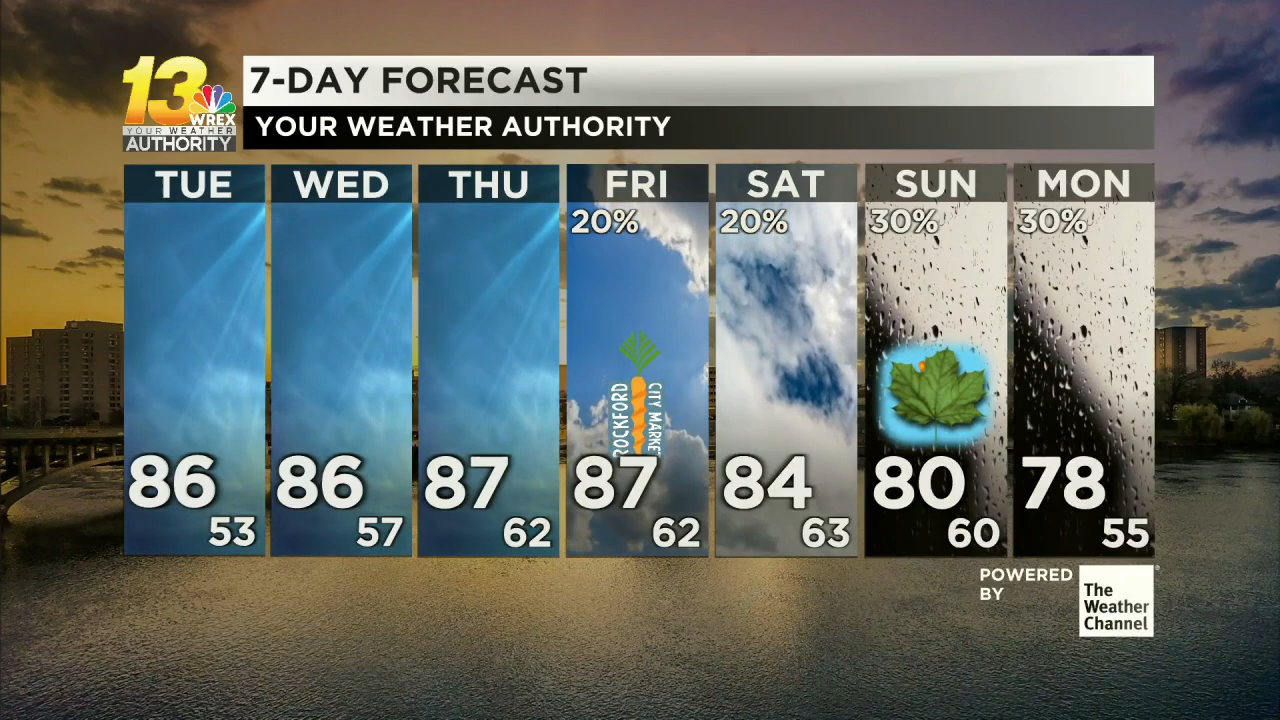 13
WREX
YOUR WEATHER
AUTHORITY
7-DAY FORECAST
YOUR WEATHER AUTHORITY
TUE WED THU FRI SAT SUN MON
20% 20% 30% 30%
ROCKFORD
CITY MARKE
86 86 87 87 84 80 78
53 57 62 62 63 60 55
POWERED
BY
The
Weather
Channel